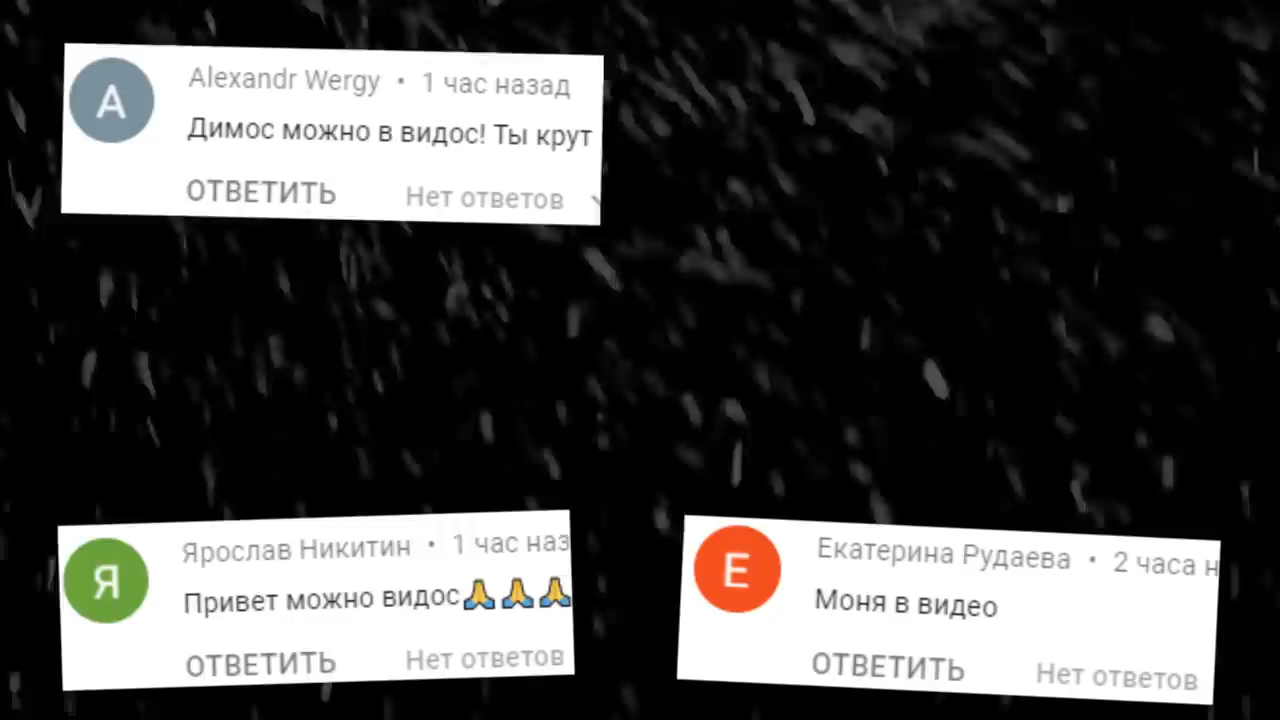 A
Alexandr Wergy • 1 час назад
Димос можно в видос! Ты крут
ОТВЕТИТЬ Нет ответов
Я
Ярослав Никитин • 1 час наз
Привет можно видос🙏🙏🙏
ОТВЕТИТЬ Нет ответов
Е
Екатерина Рудаева • 2 часа н
Моня в видео
ОТВЕТИТЬ Нет ответов